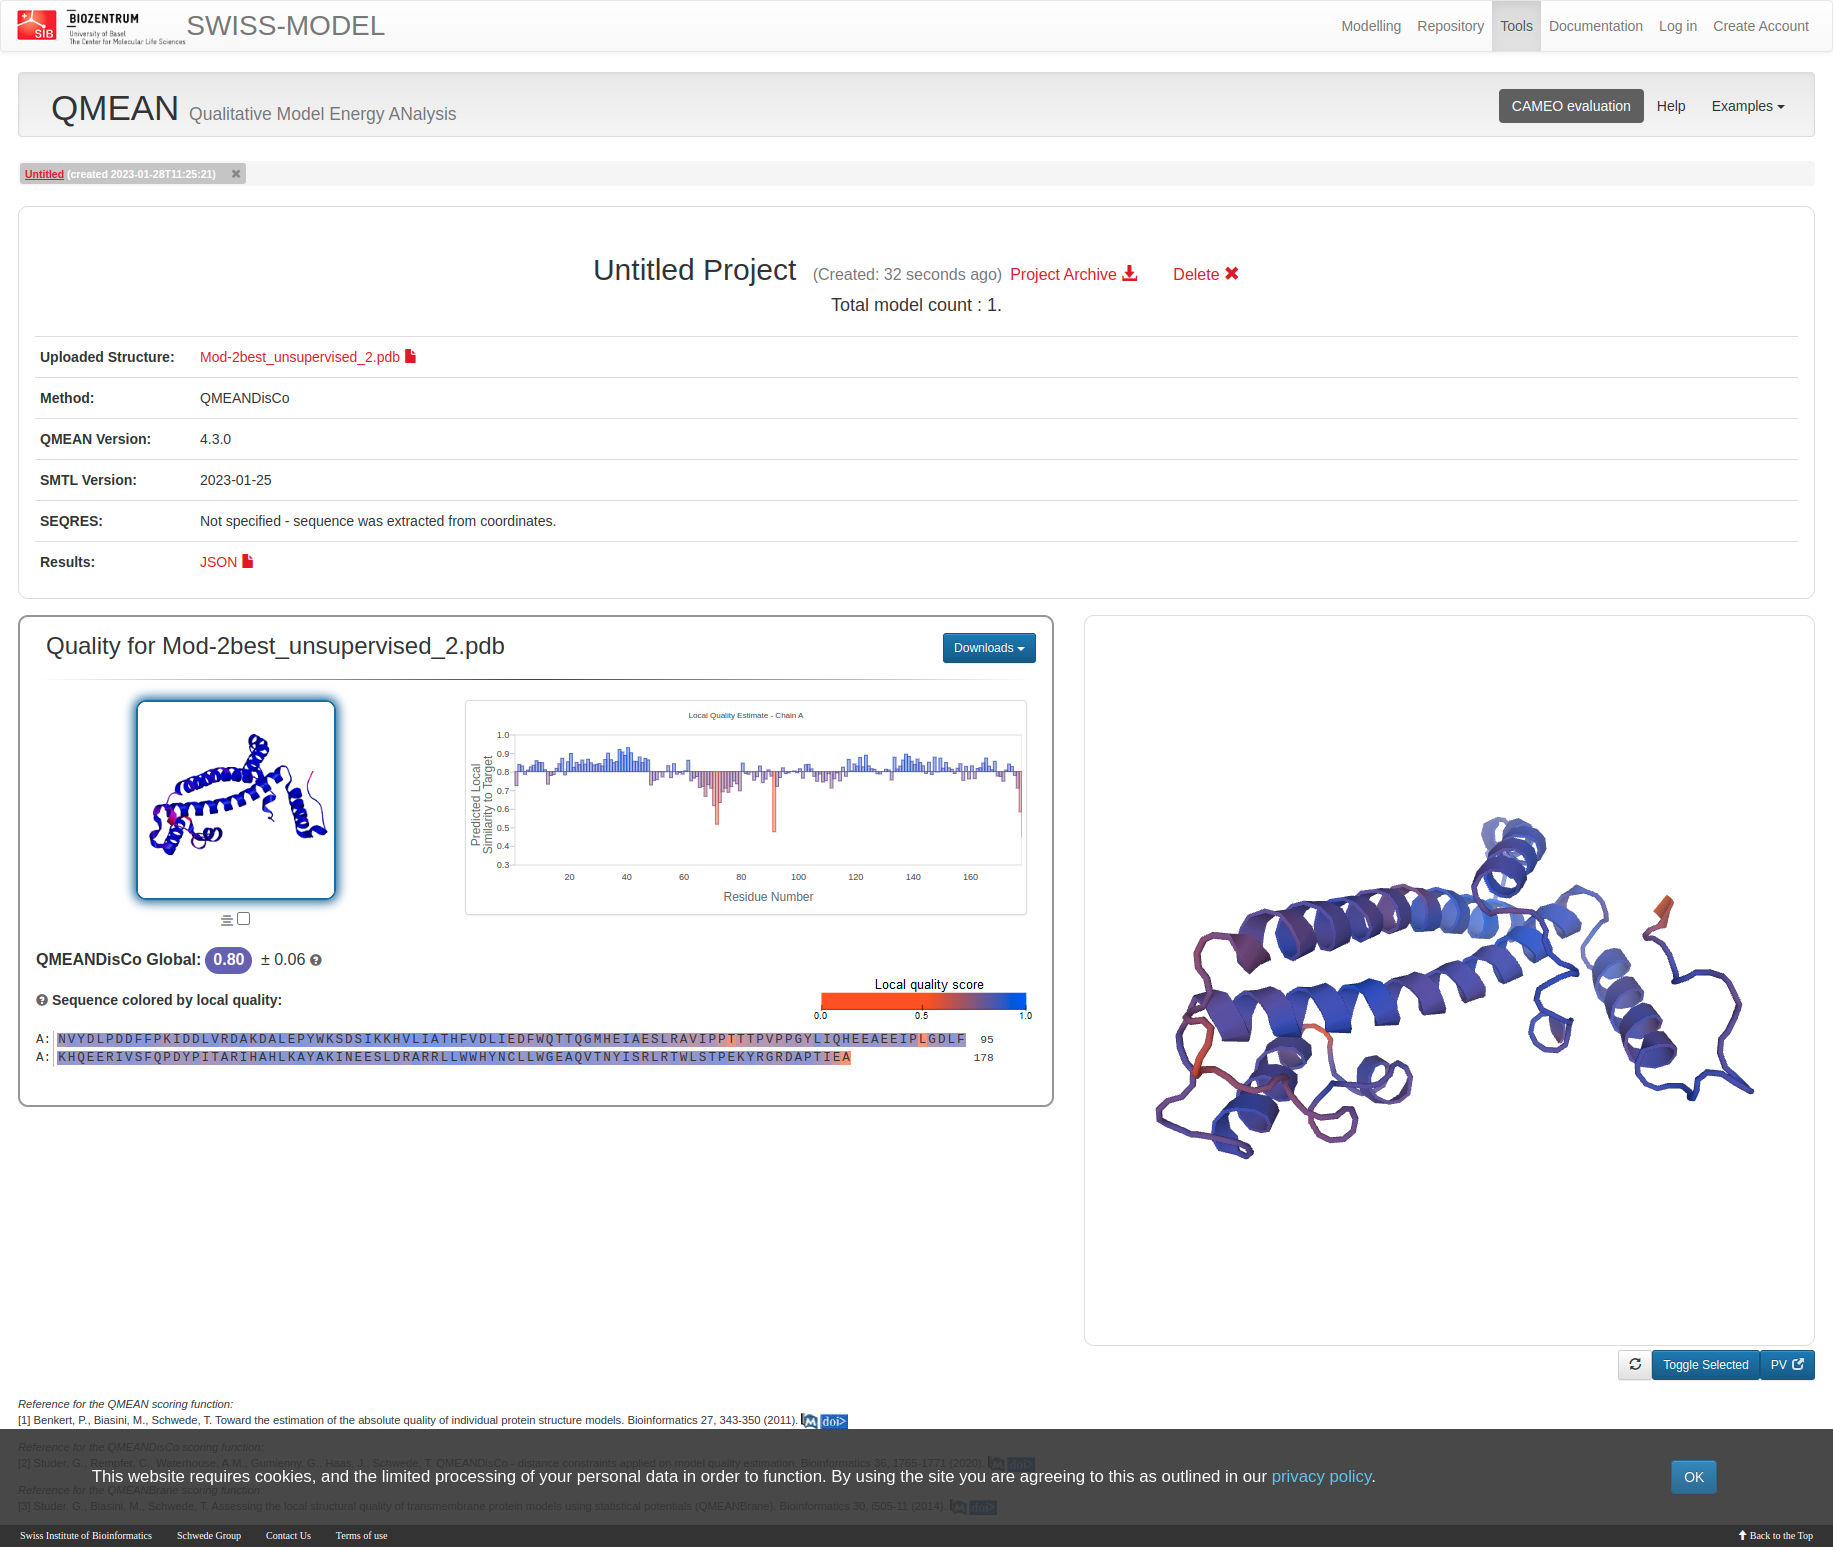 SIB
BIOZENTRUM
University of Basel
The Center for Molecular Life Sciences
SWISS-MODEL
Modelling Repository Tools Documentation Log in Create Account
QMEAN Qualitative Model Energy ANalysis
CAMEO evaluation Help Examples
Untitled (created 2023-01-28T11:25:21)
Untitled Project (Created: 32 seconds ago) Project Archive Delete
Total model count : 1.
Uploaded Structure: Mod-2best_unsupervised_2.pdb
Method: QMEANDisCo
QMEAN Version: 4.3.0
SMTL Version: 2023-01-25
SEQRES: Not specified - sequence was extracted from coordinates.
Results: JSON
Quality for Mod-2best_unsupervised_2.pdb
Downloads
Local Quality Estimate - Chain A
Predicted Local
Similarity to Target
1.0
0.9
0.8
0.7
0.6
0.5
0.4
0.3
20 40 60 80 100 120 140 160
Residue Number
QMEANDisCo Global: 0.80 ± 0.06
Sequence colored by local quality:
Local quality score
0.0 0.5 1.0
A: NVYDLPDDFFPKIDDLVRDAKDALEPYWKSDSIKKHVLIATHFVDLIEDFWQTTQGMHEIAESLRAVIPPTTTPVPPGYLIQHEEAEEIPLGDLF 95
A: KHQEERIVSFQPDYPITARIHAHLKAYAKINEESLDRARRLLWWHYNCLLWGEAQVTNYISRLRTWLSTPEKYRGRDAPTIEA 178
Toggle Selected PV
Reference for the QMEAN scoring function:
[1] Benkert, P., Biasini, M., Schwede, T. Toward the estimation of the absolute quality of individual protein structure models. Bioinformatics 27, 343-350 (2011). M doi>
Reference for the QMEANDisCo scoring function:
[2] Studer, G., Rempfer, C., Waterhouse, A.M., Gumienny, G., Haas, J., Schwede, T. QMEANDisCo - distance constraints applied on model quality estimation. Bioinformatics 36, 1765-1771 (2020). M doi>
This website requires cookies, and the limited processing of your personal data in order to function. By using the site you are agreeing to this as outlined in our privacy policy.
OK
Reference for the QMEANBrane scoring function:
[3] Studer, G., Biasini, M., Schwede, T. Assessing the local structural quality of transmembrane protein models using statistical potentials (QMEANBrane). Bioinformatics 30, i505-11 (2014). M doi>
Swiss Institute of Bioinformatics Schwede Group Contact Us Terms of use Back to the Top